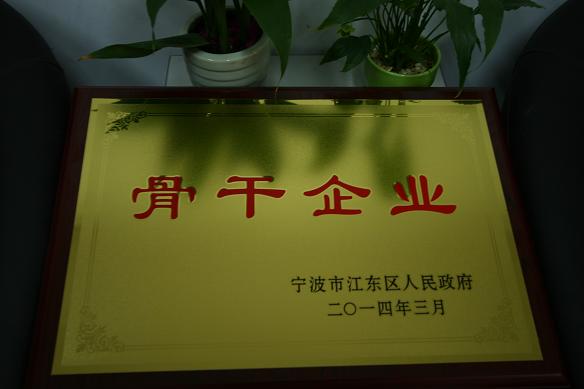 骨干企业
宁波市江东区人民政府
二〇一四年三月